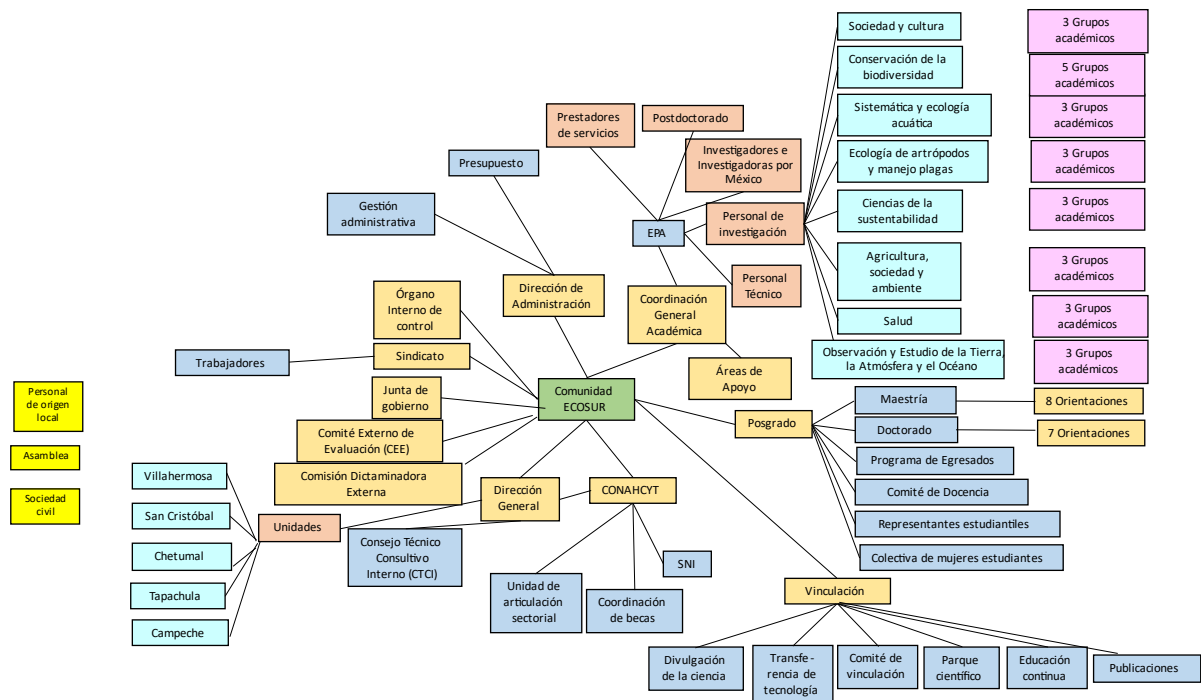 Sociedad y cultura
3 Grupos
académicos
Conservación de la
biodiversidad
5 Grupos
académicos
Sistemática y ecología
acuática
3 Grupos
académicos
Ecología de artrópodos
y manejo plagas
3 Grupos
académicos
Ciencias de la
sustentabilidad
3 Grupos
académicos
Agricultura,
sociedad y
ambiente
3 Grupos
académicos
Salud
3 Grupos
académicos
Observación y Estudio de la Tierra,
la Atmósfera y el Océano
3 Grupos
académicos
Prestadores
de servicios
Postdoctorado
Investigadores e
Investigadoras por
México
Personal de
investigación
Personal
Técnico
EPA
Presupuesto
Gestión
administrativa
Dirección de
Administración
Coordinación
General
Académica
Áreas de
Apoyo
Órgano
Interno de
control
Trabajadores
Sindicato
Junta de
gobierno
Comunidad
ECOSUR
Comité Externo de
Evaluación (CEE)
Comisión Dictaminadora
Externa
Dirección
General
CONAHCYT
Personal
de origen
local
Asamblea
Sociedad
civil
Villahermosa
San Cristóbal
Chetumal
Tapachula
Campeche
Unidades
Consejo Técnico
Consultivo
Interno (CTCI)
Unidad de
articulación
sectorial
Coordinación
de becas
SNI
Posgrado
Maestría
8 Orientaciones
Doctorado
7 Orientaciones
Programa de Egresados
Comité de Docencia
Representantes estudiantiles
Colectiva de mujeres estudiantes
Vinculación
Divulgación
de la ciencia
Transfe-
rencia de
tecnología
Comité de
vinculación
Parque
científico
Educación
continua
Publicaciones